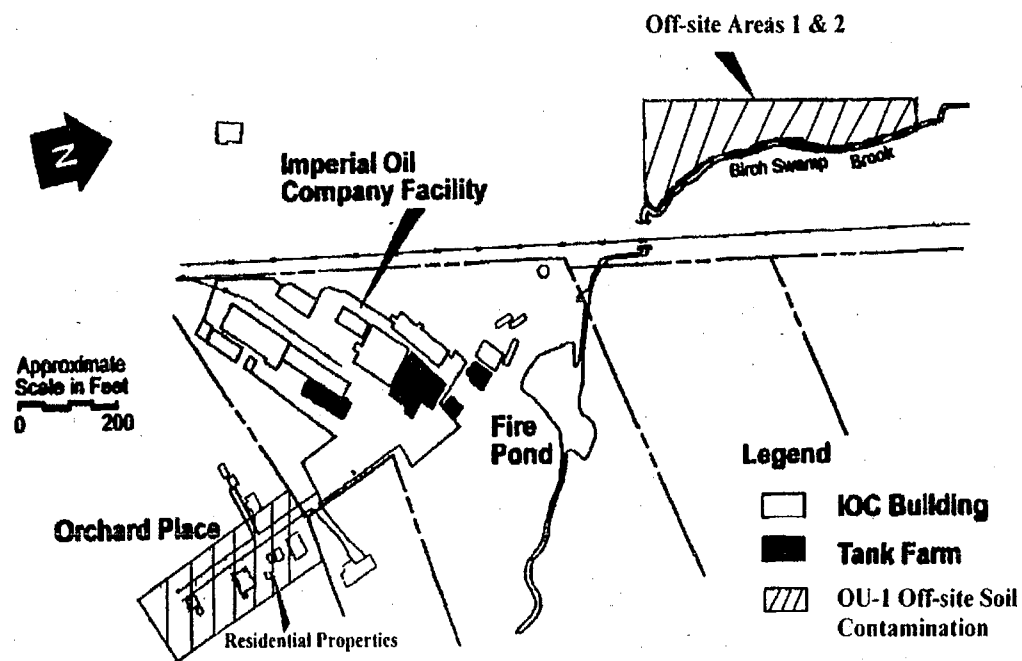 Off-site Areas 1 & 2
N
Imperial Oil
Company Facility
Birch Swamp Brook
Approximate
Scale in Feet
0 200
Fire
Pond
Orchard Place
Residential Properties
Legend
IOC Building
Tank Farm
OU-1 Off-site Soil
Contamination